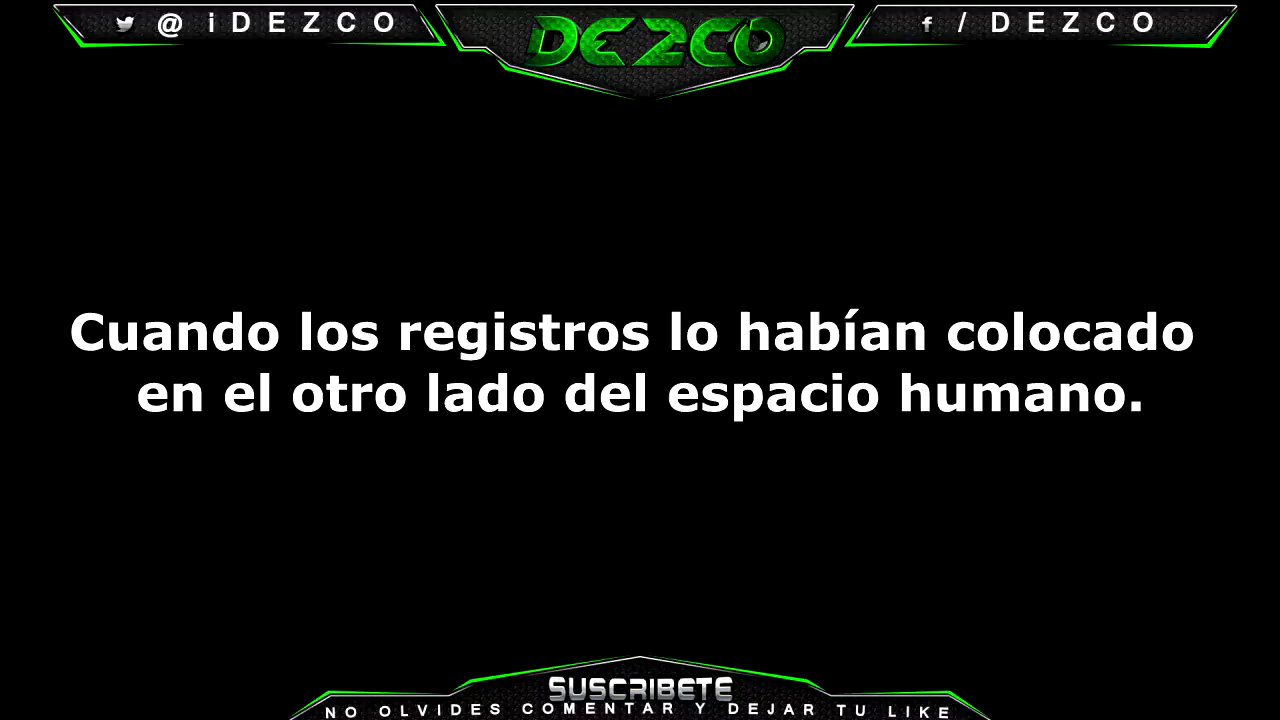 @iDEZCO
DEZCO
/DEZCO
Cuando los registros lo habían colocado
en el otro lado del espacio humano.
SUSCRIBETE
NO OLVIDES COMENTAR Y DEJAR TU LIKE